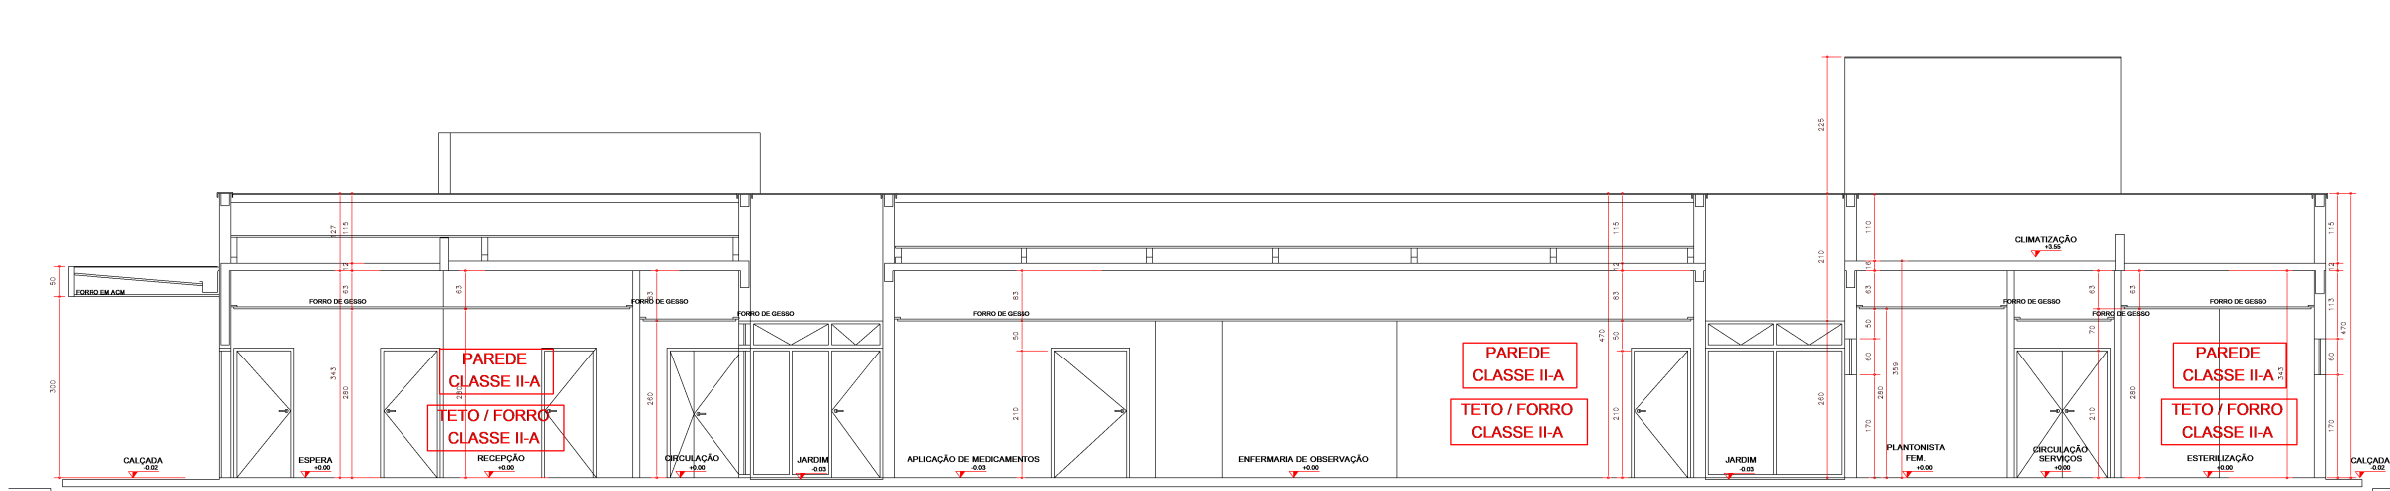 225
127
115
12
63
63
63
115
12
83
50
83
210
110
CLIMATIZAÇÃO
+3.55
16
63
63
63
115
12
113
470
50
FORRO EM ACM
FORRO DE GESSO
FORRO DE GESSO
FORRO DE GESSO
FORRO DE GESSO
FORRO DE GESSO
FORRO DE GESSO
FORRO DE GESSO
470
50
50
70
60
60
359
300
343
280
280
260
210
210
260
170
280
210
280
343
170
PAREDE
CLASSE II-A
TETO / FORRO
CLASSE II-A
PAREDE
CLASSE II-A
TETO / FORRO
CLASSE II-A
PAREDE
CLASSE II-A
TETO / FORRO
CLASSE II-A
CALÇADA
-0.02
ESPERA
+0.00
RECEPÇÃO
+0.00
CIRCULAÇÃO
+0.00
JARDIM
-0.03
APLICAÇÃO DE MEDICAMENTOS
-0.03
ENFERMARIA DE OBSERVAÇÃO
+0.00
JARDIM
-0.03
PLANTONISTA
FEM.
+0.00
CIRCULAÇÃO
SERVIÇOS
+0.00
ESTERILIZAÇÃO
+0.00
CALÇADA
-0.02